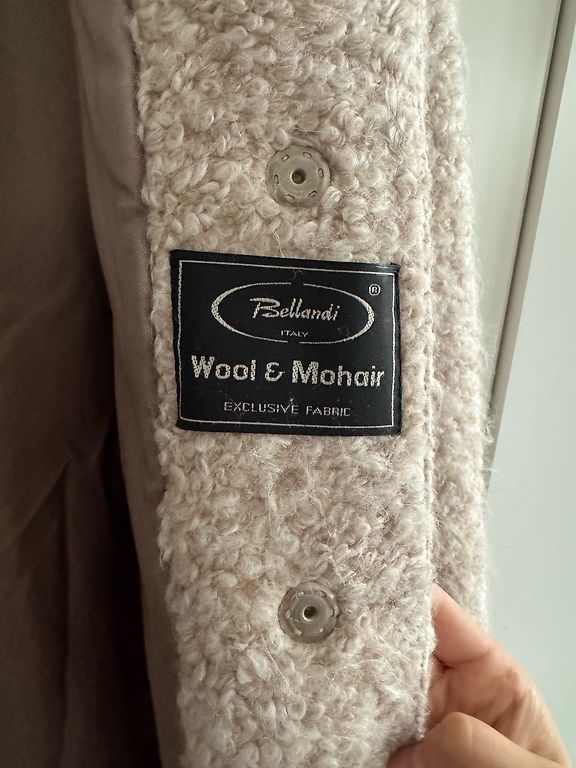 Bellandi ®
ITALY
Wool & Mohair
EXCLUSIVE FABRIC